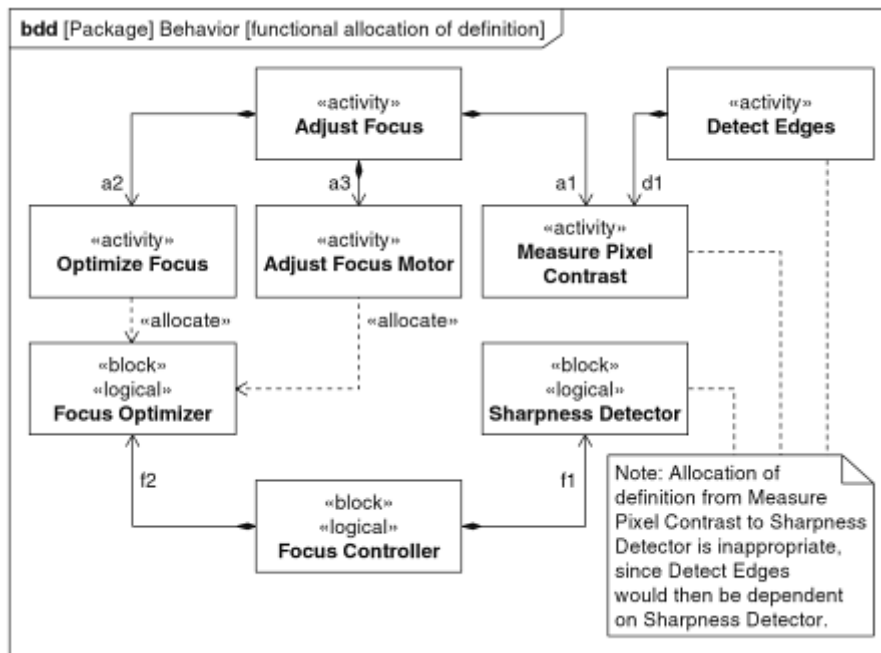 bdd [Package] Behavior [functional allocation of definition]
«activity»
Adjust Focus
«activity»
Detect Edges
a2
a3
a1
d1
«activity»
Optimize Focus
«activity»
Adjust Focus Motor
«activity»
Measure Pixel
Contrast
«allocate»
«allocate»
«block»
«logical»
Focus Optimizer
«block»
«logical»
Sharpness Detector
f2
f1
«block»
«logical»
Focus Controller
Note: Allocation of
definition from Measure
Pixel Contrast to Sharpness
Detector is inappropriate,
since Detect Edges
would then be dependent
on Sharpness Detector.